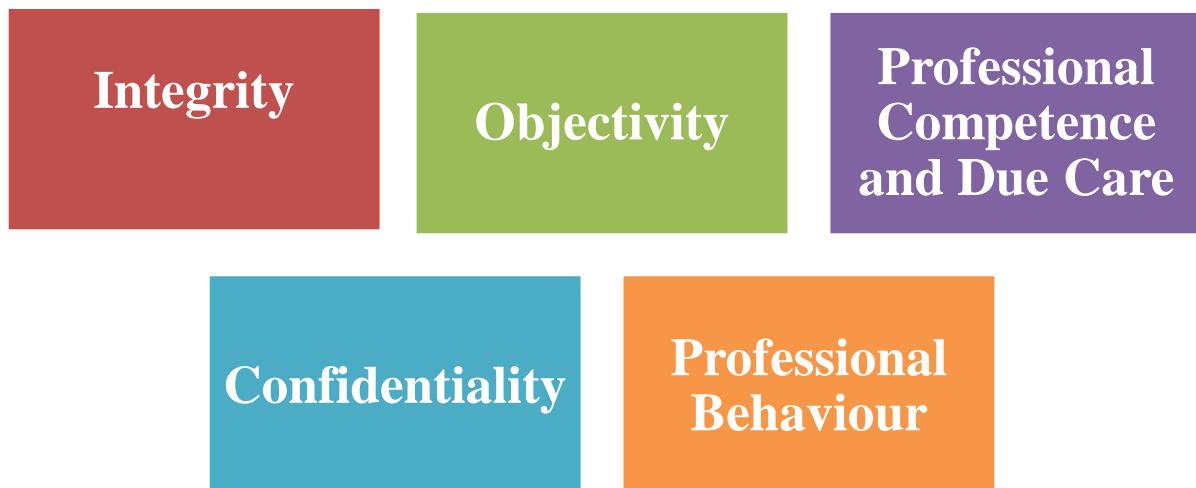 Integrity
Objectivity
Professional
Competence
and Due Care
Confidentiality
Professional
Behaviour